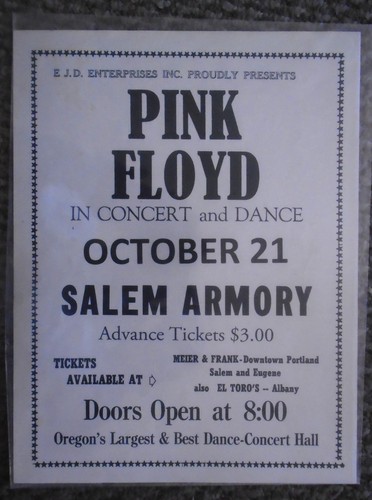 E J.D. ENTERPRISES INC. PROUDLY PRESENTS
PINK
FLOYD
IN CONCERT and DANCE
OCTOBER 21
SALEM ARMORY
Advance Tickets $3.00
TICKETS
AVAILABLE AT
MEIER & FRANK - Downtown Portland
Salem and Eugene
also EL TORO'S — Albany
Doors Open at 8:00
Oregon's Largest & Best Dance-Concert Hall